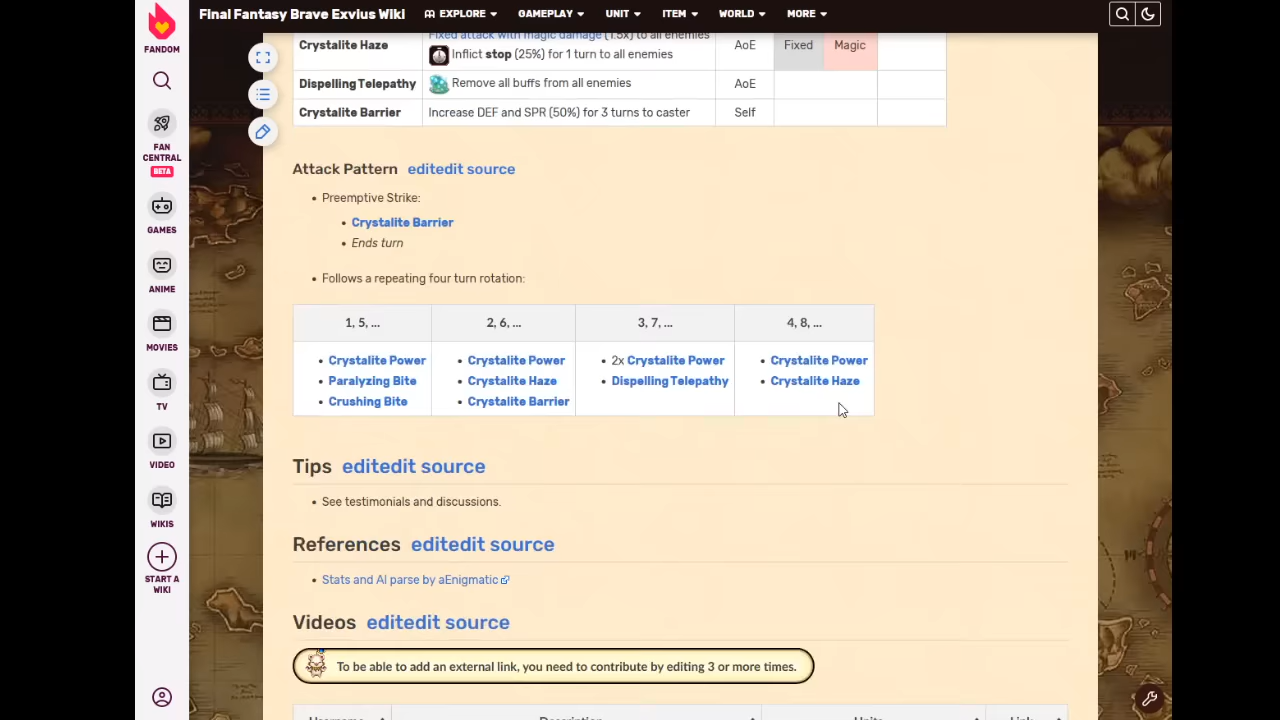 Final Fantasy Brave Exvius Wiki
EXPLORE
GAMEPLAY
UNIT
ITEM
WORLD
MORE
FANDOM
FAN CENTRAL
BETA
GAMES
ANIME
MOVIES
TV
VIDEO
WIKIS
START A WIKI
Crystalite Haze
Fixed attack with magic damage (1.5x) to all enemies
Inflict stop (25%) for 1 turn to all enemies
AoE
Fixed
Magic
Dispelling Telepathy
Remove all buffs from all enemies
AoE
Crystalite Barrier
Increase DEF and SPR (50%) for 3 turns to caster
Self
Attack Pattern editedit source
• Preemptive Strike:
• Crystalite Barrier
• Ends turn
• Follows a repeating four turn rotation:
1, 5, ...
2, 6, ...
3, 7, ...
4, 8, ...
• Crystalite Power
• Paralyzing Bite
• Crushing Bite
• Crystalite Power
• Crystalite Haze
• Crystalite Barrier
• 2x Crystalite Power
• Dispelling Telepathy
• Crystalite Power
• Crystalite Haze
Tips editedit source
• See testimonials and discussions.
References editedit source
• Stats and AI parse by aEnigmatic
Videos editedit source
To be able to add an external link, you need to contribute by editing 3 or more times.
Username
Description
Units
Link